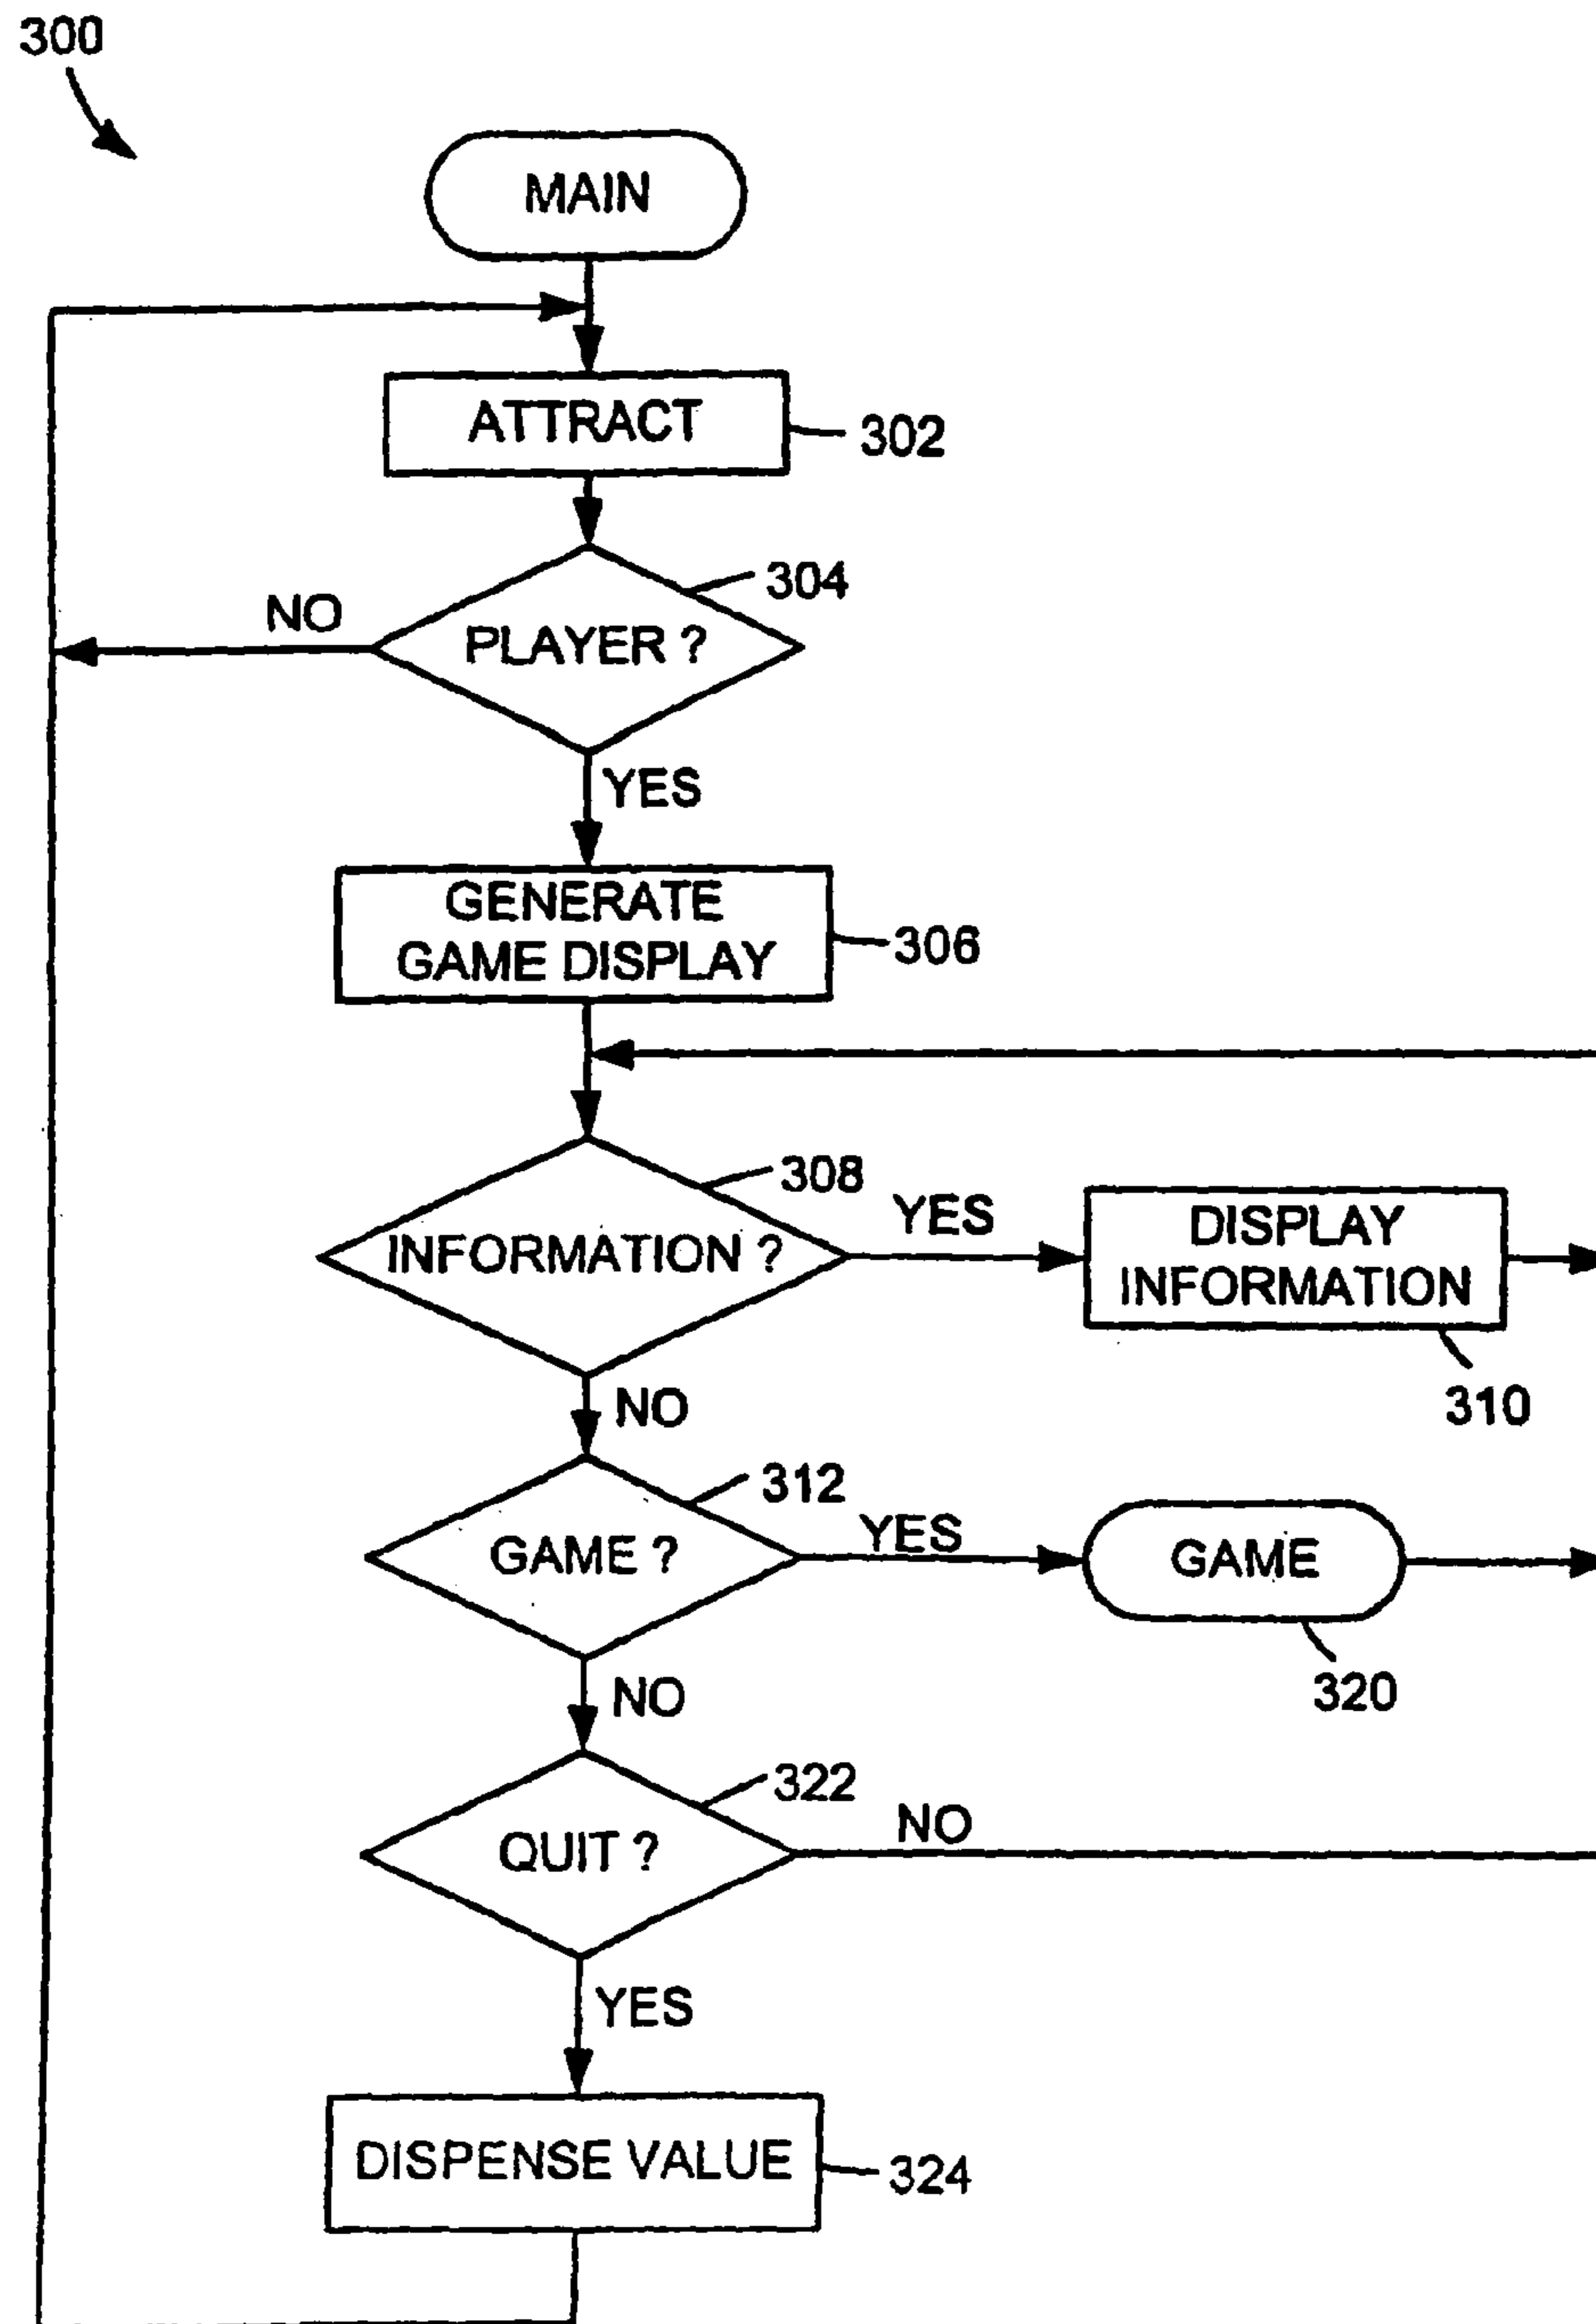 300
MAIN
ATTRACT
302
304
NO
PLAYER ?
YES
GENERATE
GAME DISPLAY
306
308
YES
INFORMATION ?
DISPLAY
INFORMATION
310
NO
312
YES
GAME ?
GAME
320
NO
322
NO
QUIT ?
YES
DISPENSE VALUE
324